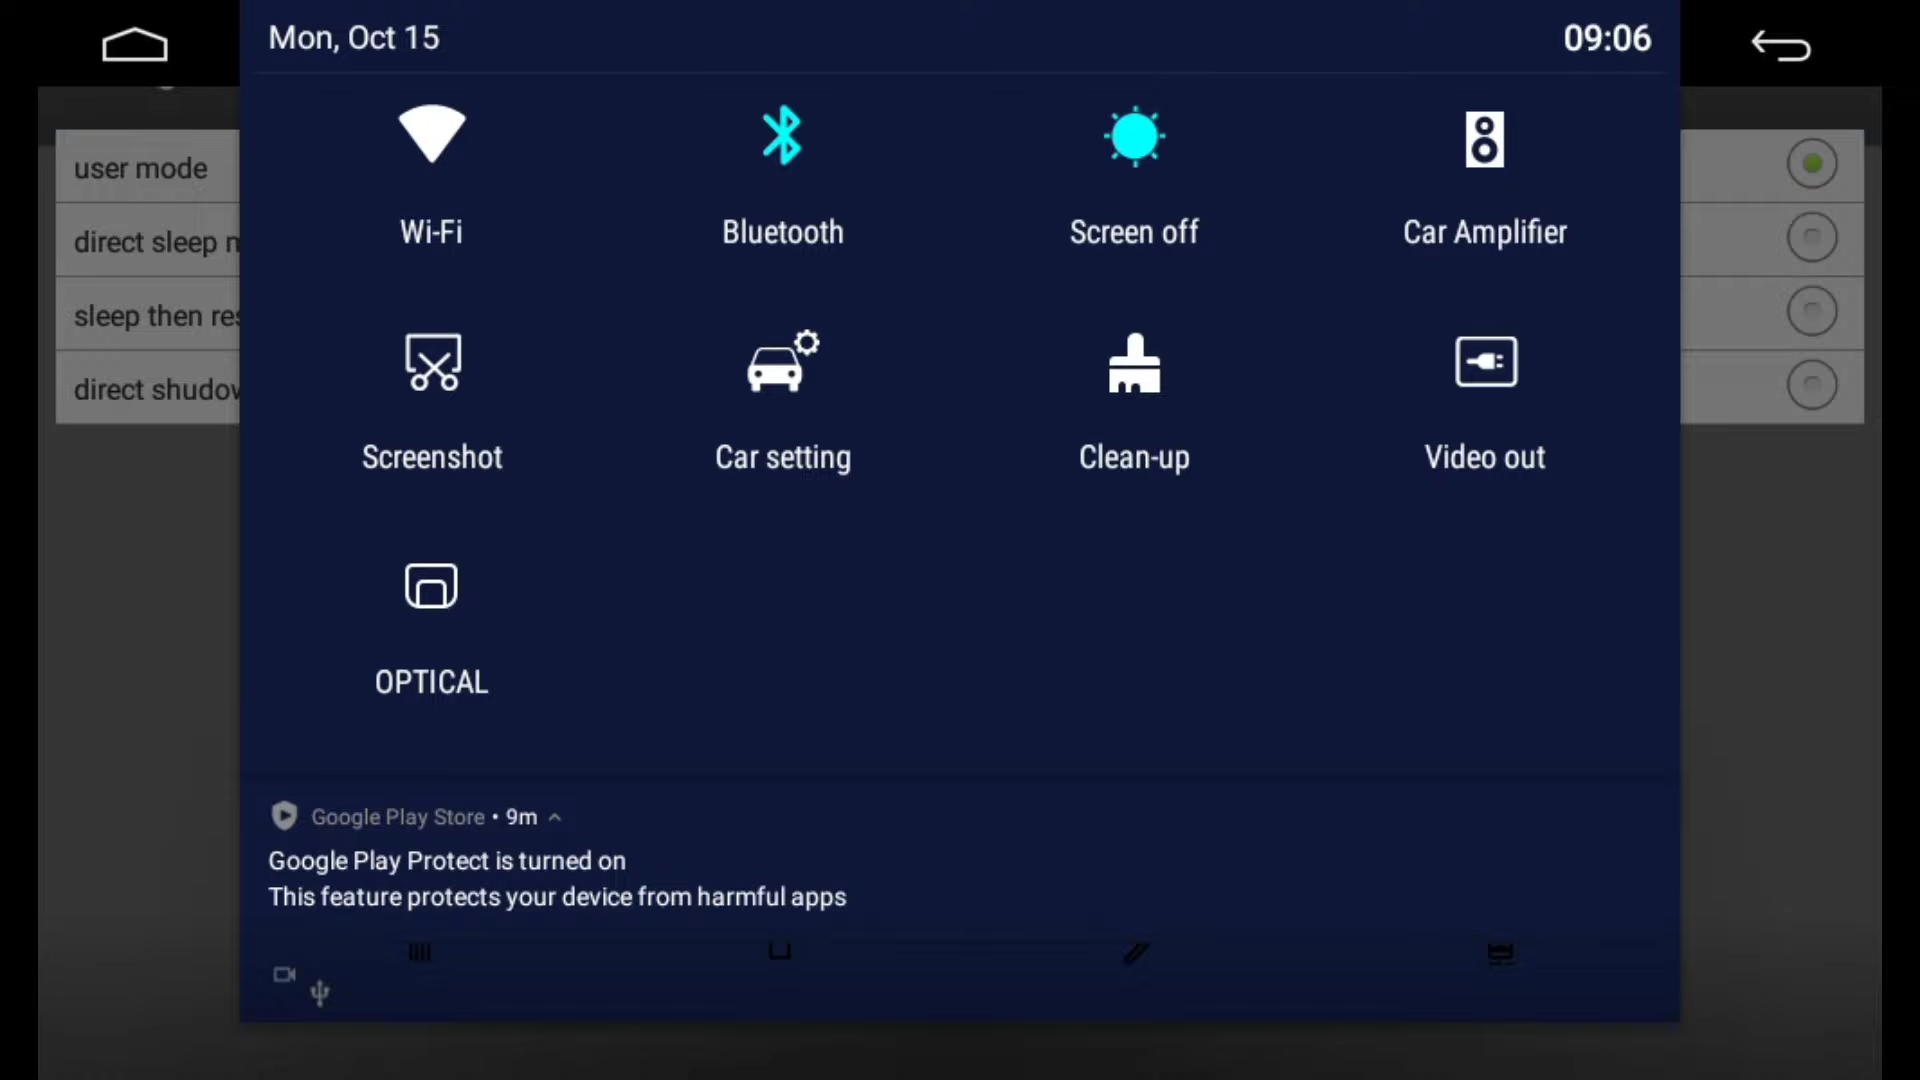 Mon, Oct 15
09:06
user mode
direct sleep
sleep then
direct
Wi-Fi
Bluetooth
Screen off
Car Amplifier
Screenshot
Car setting
Clean-up
Video out
OPTICAL
Google Play Store • 9m
Google Play Protect is turned on
This feature protects your device from harmful apps